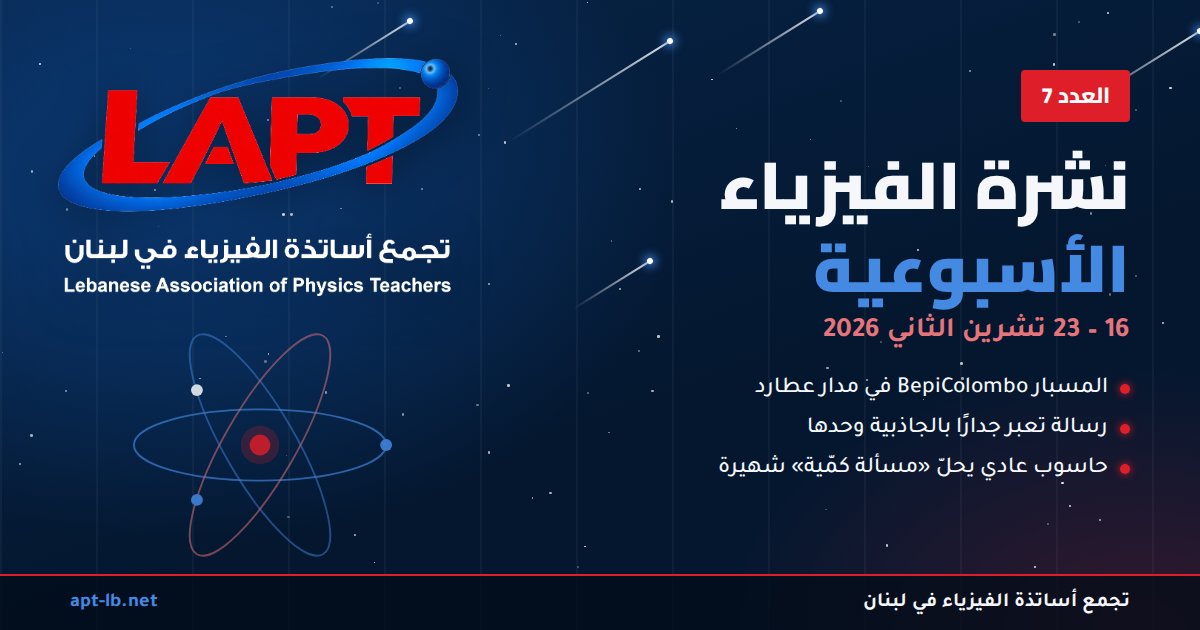 العدد 7
نشرة الفيزياء
الأسبوعية
16 - 23 تشرين الثاني 2026
المسبار BepiColombo في مدار عطارد
رسالة تعبر جدارًا بالجاذبية وحدها
حاسوب عادي يحلّ «مسألة كمّية» شهيرة
LAPT
تجمع أساتذة الفيزياء في لبنان
Lebanese Association of Physics Teachers
تجمع أساتذة الفيزياء في لبنان
apt-lb.net